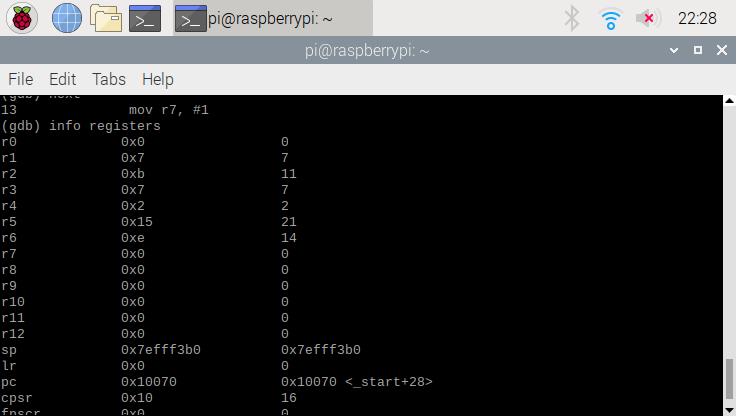 pi@raspberrypi: ~ 22:28
pi@raspberrypi: ~
File Edit Tabs Help
(gdb) next
13 mov r7, #1
(gdb) info registers
r0 0x0 0
r1 0x7 7
r2 0xb 11
r3 0x7 7
r4 0x2 2
r5 0x15 21
r6 0xe 14
r7 0x0 0
r8 0x0 0
r9 0x0 0
r10 0x0 0
r11 0x0 0
r12 0x0 0
sp 0x7efff3b0 0x7efff3b0
lr 0x0 0
pc 0x10070 0x10070 <_start+28>
cpsr 0x10 16
fpscr 0x0 0